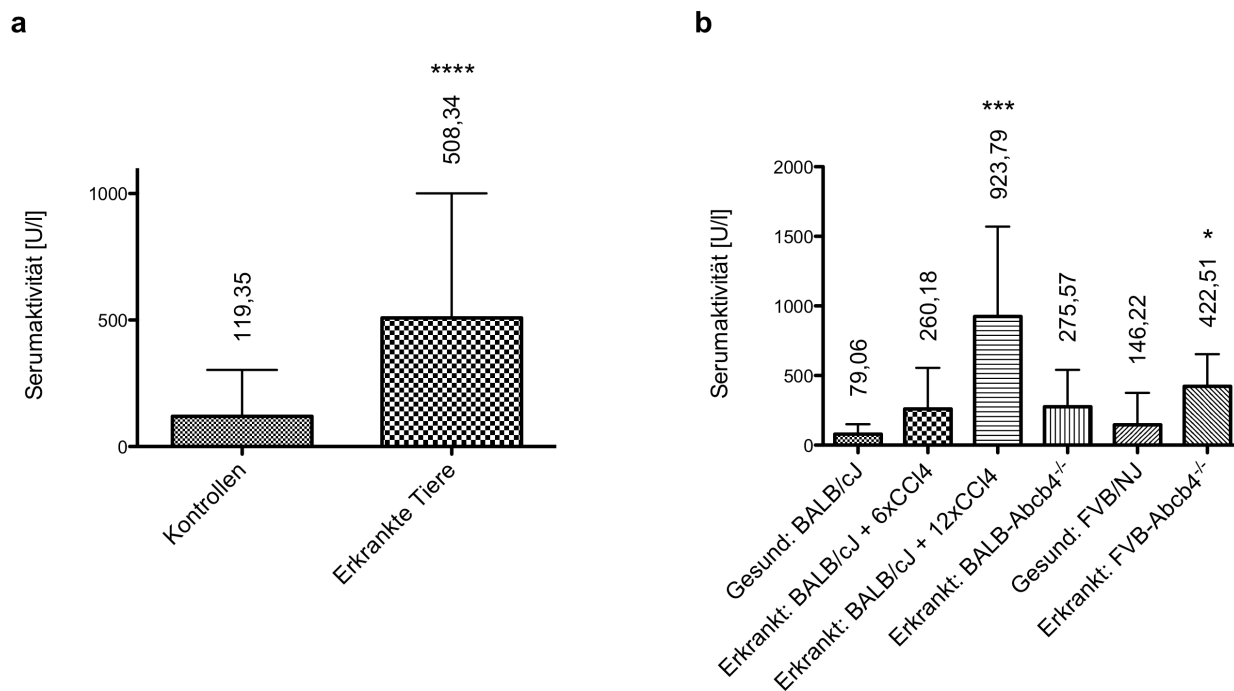 a
Serumaktivität [U/l]
1000
500
0
119,35
****
508,34
Kontrollen
Erkrankte Tiere
b
Serumaktivität [U/l]
2000
1500
1000
500
0
79,06
260,18
***
923,79
275,57
146,22
*
422,51
Gesund: BALB/cJ
Erkrankt: BALB/cJ + 6xCCl4
Erkrankt: BALB/cJ + 12xCCl4
Erkrankt: BALB-Abcb4⁻/⁻
Gesund: FVB/NJ
Erkrankt: FVB-Abcb4⁻/⁻